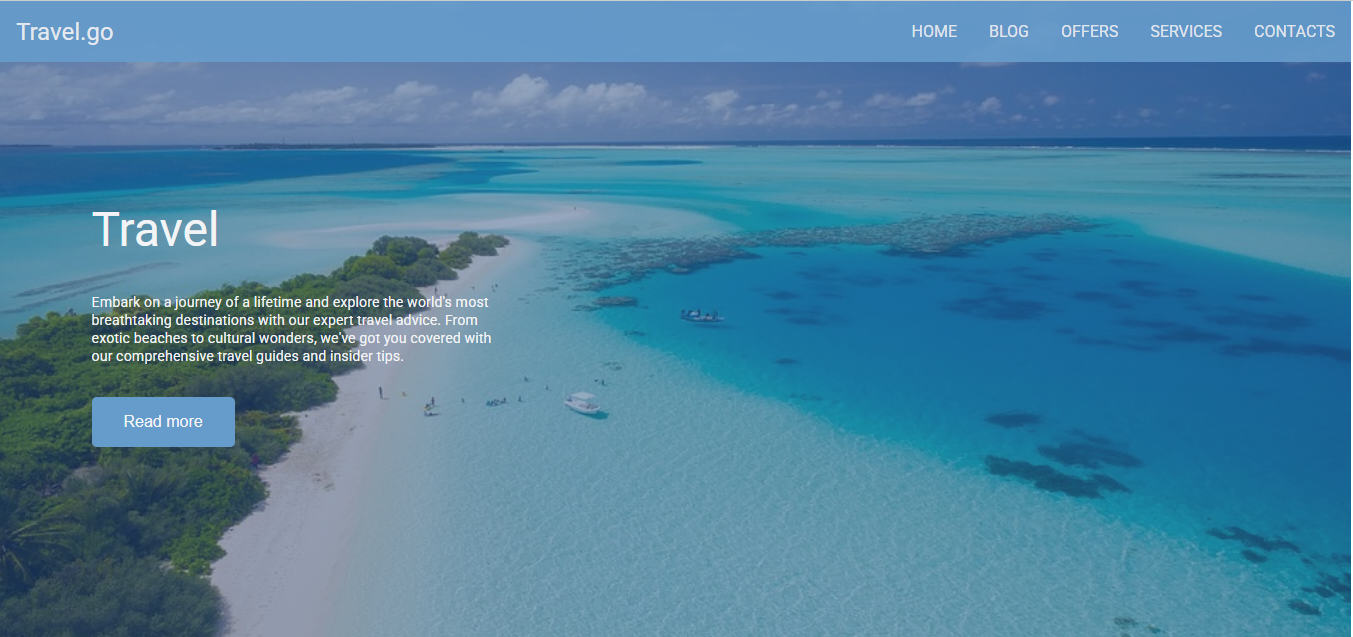 Travel.go
HOME BLOG OFFERS SERVICES CONTACTS
Travel
Embark on a journey of a lifetime and explore the world's most
breathtaking destinations with our expert travel advice. From
exotic beaches to cultural wonders, we've got you covered with
our comprehensive travel guides and insider tips.
Read more